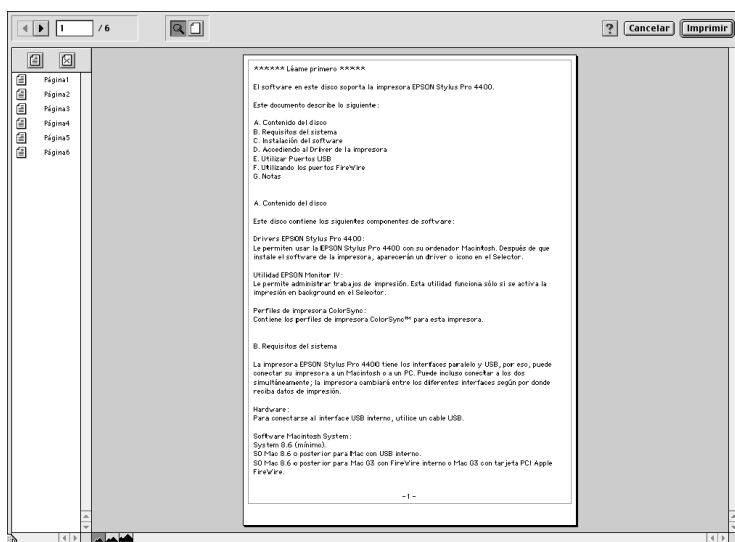 1 / 6
? Cancelar Imprimir
Página1
Página2
Página3
Página4
Página5
Página6
****** Léame primero *****
El software en este disco soporta la impresora EPSON Stylus Pro 4400.
Este documento describe lo siguiente:
A. Contenido del disco
B. Requisitos del sistema
C. Instalación del software
D. Accediendo al Driver de la impresora
E. Utilizar Puertos USB
F. Utilizando los puertos FireWire
G. Notas
A. Contenido del disco
Este disco contiene los siguientes componentes de software:
Drivers EPSON Stylus Pro 4400:
Le permiten usar la EPSON Stylus Pro 4400 con su ordenador Macintosh. Después de que
instale el software de la impresora, aparecerán un driver o icono en el Selector.
Utilidad EPSON Monitor IV:
Le permite administrar trabajos de impresión. Esta utilidad funciona sólo si se activa la
impresión en background en el Selector.
Perfiles de impresora ColorSync:
Contiene los perfiles de impresora ColorSync™ para esta impresora.
B. Requisitos del sistema
La impresora EPSON Stylus Pro 4400 tiene los interfaces paralelo y USB, por eso, puede
conectar su impresora a un Macintosh o a un PC. Puede incluso conectar a los dos
simultáneamente; la impresora cambiará entre los diferentes interfaces según por donde
reciba datos de impresión.
Hardware:
Para conectarse al interface USB interno, utilice un cable USB.
Software Macintosh System:
System 8.6 (mínimo).
SO Mac 8.6 o posterior para iMac con USB interno.
SO Mac 8.6 o posterior para Mac G3 con FireWire interno o Mac G3 con tarjeta PCI Apple
FireWire.
-1-